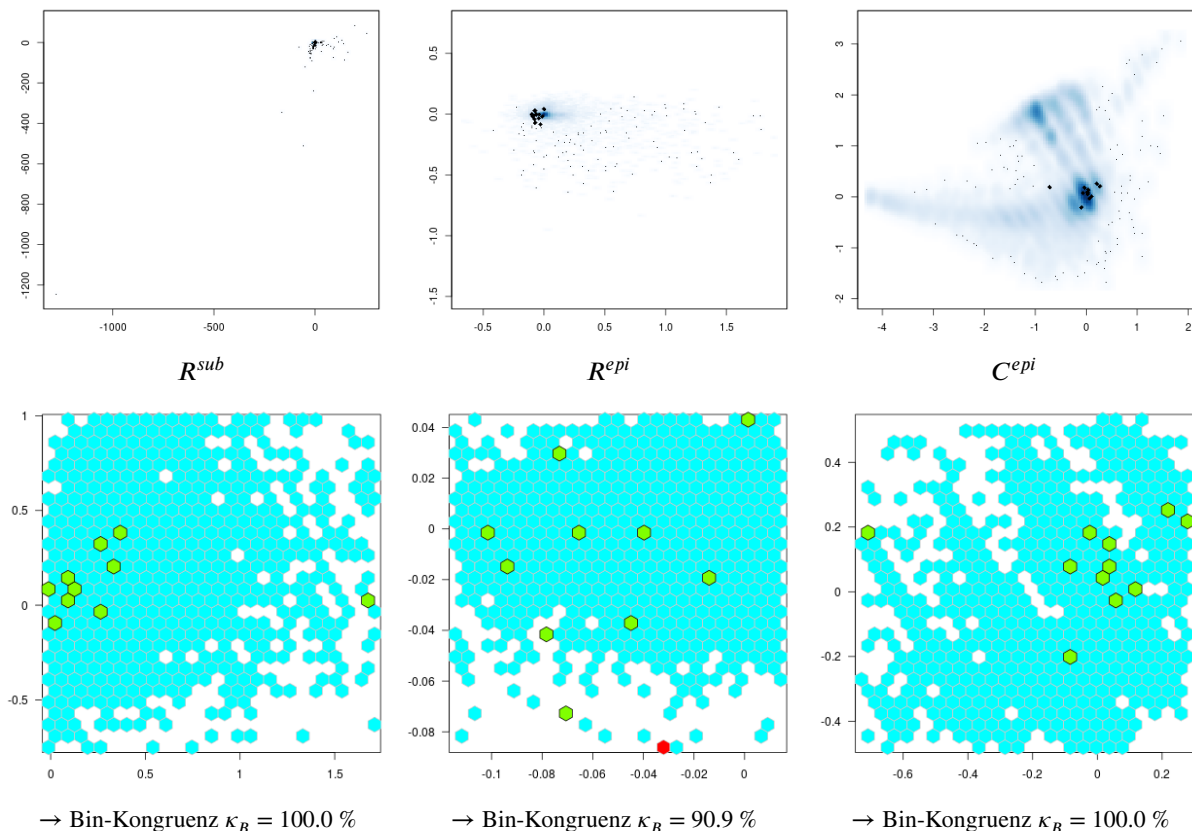 0
-200
-400
-600
-800
-1000
-1200
-1000 -500 0
R^sub
0.5
0.0
-0.5
-1.0
-1.5
-0.5 0.0 0.5 1.0 1.5
R^epi
3
2
1
0
-1
-2
-4 -3 -2 -1 0 1 2
C^epi
1
0.5
0
-0.5
0 0.5 1 1.5
→ Bin-Kongruenz κ_B = 100.0 %
0.04
0.02
0
-0.02
-0.04
-0.06
-0.08
-0.1 -0.08 -0.06 -0.04 -0.02 0
→ Bin-Kongruenz κ_B = 90.9 %
0.4
0.2
0
-0.2
-0.4
-0.6 -0.4 -0.2 0 0.2
→ Bin-Kongruenz κ_B = 100.0 %